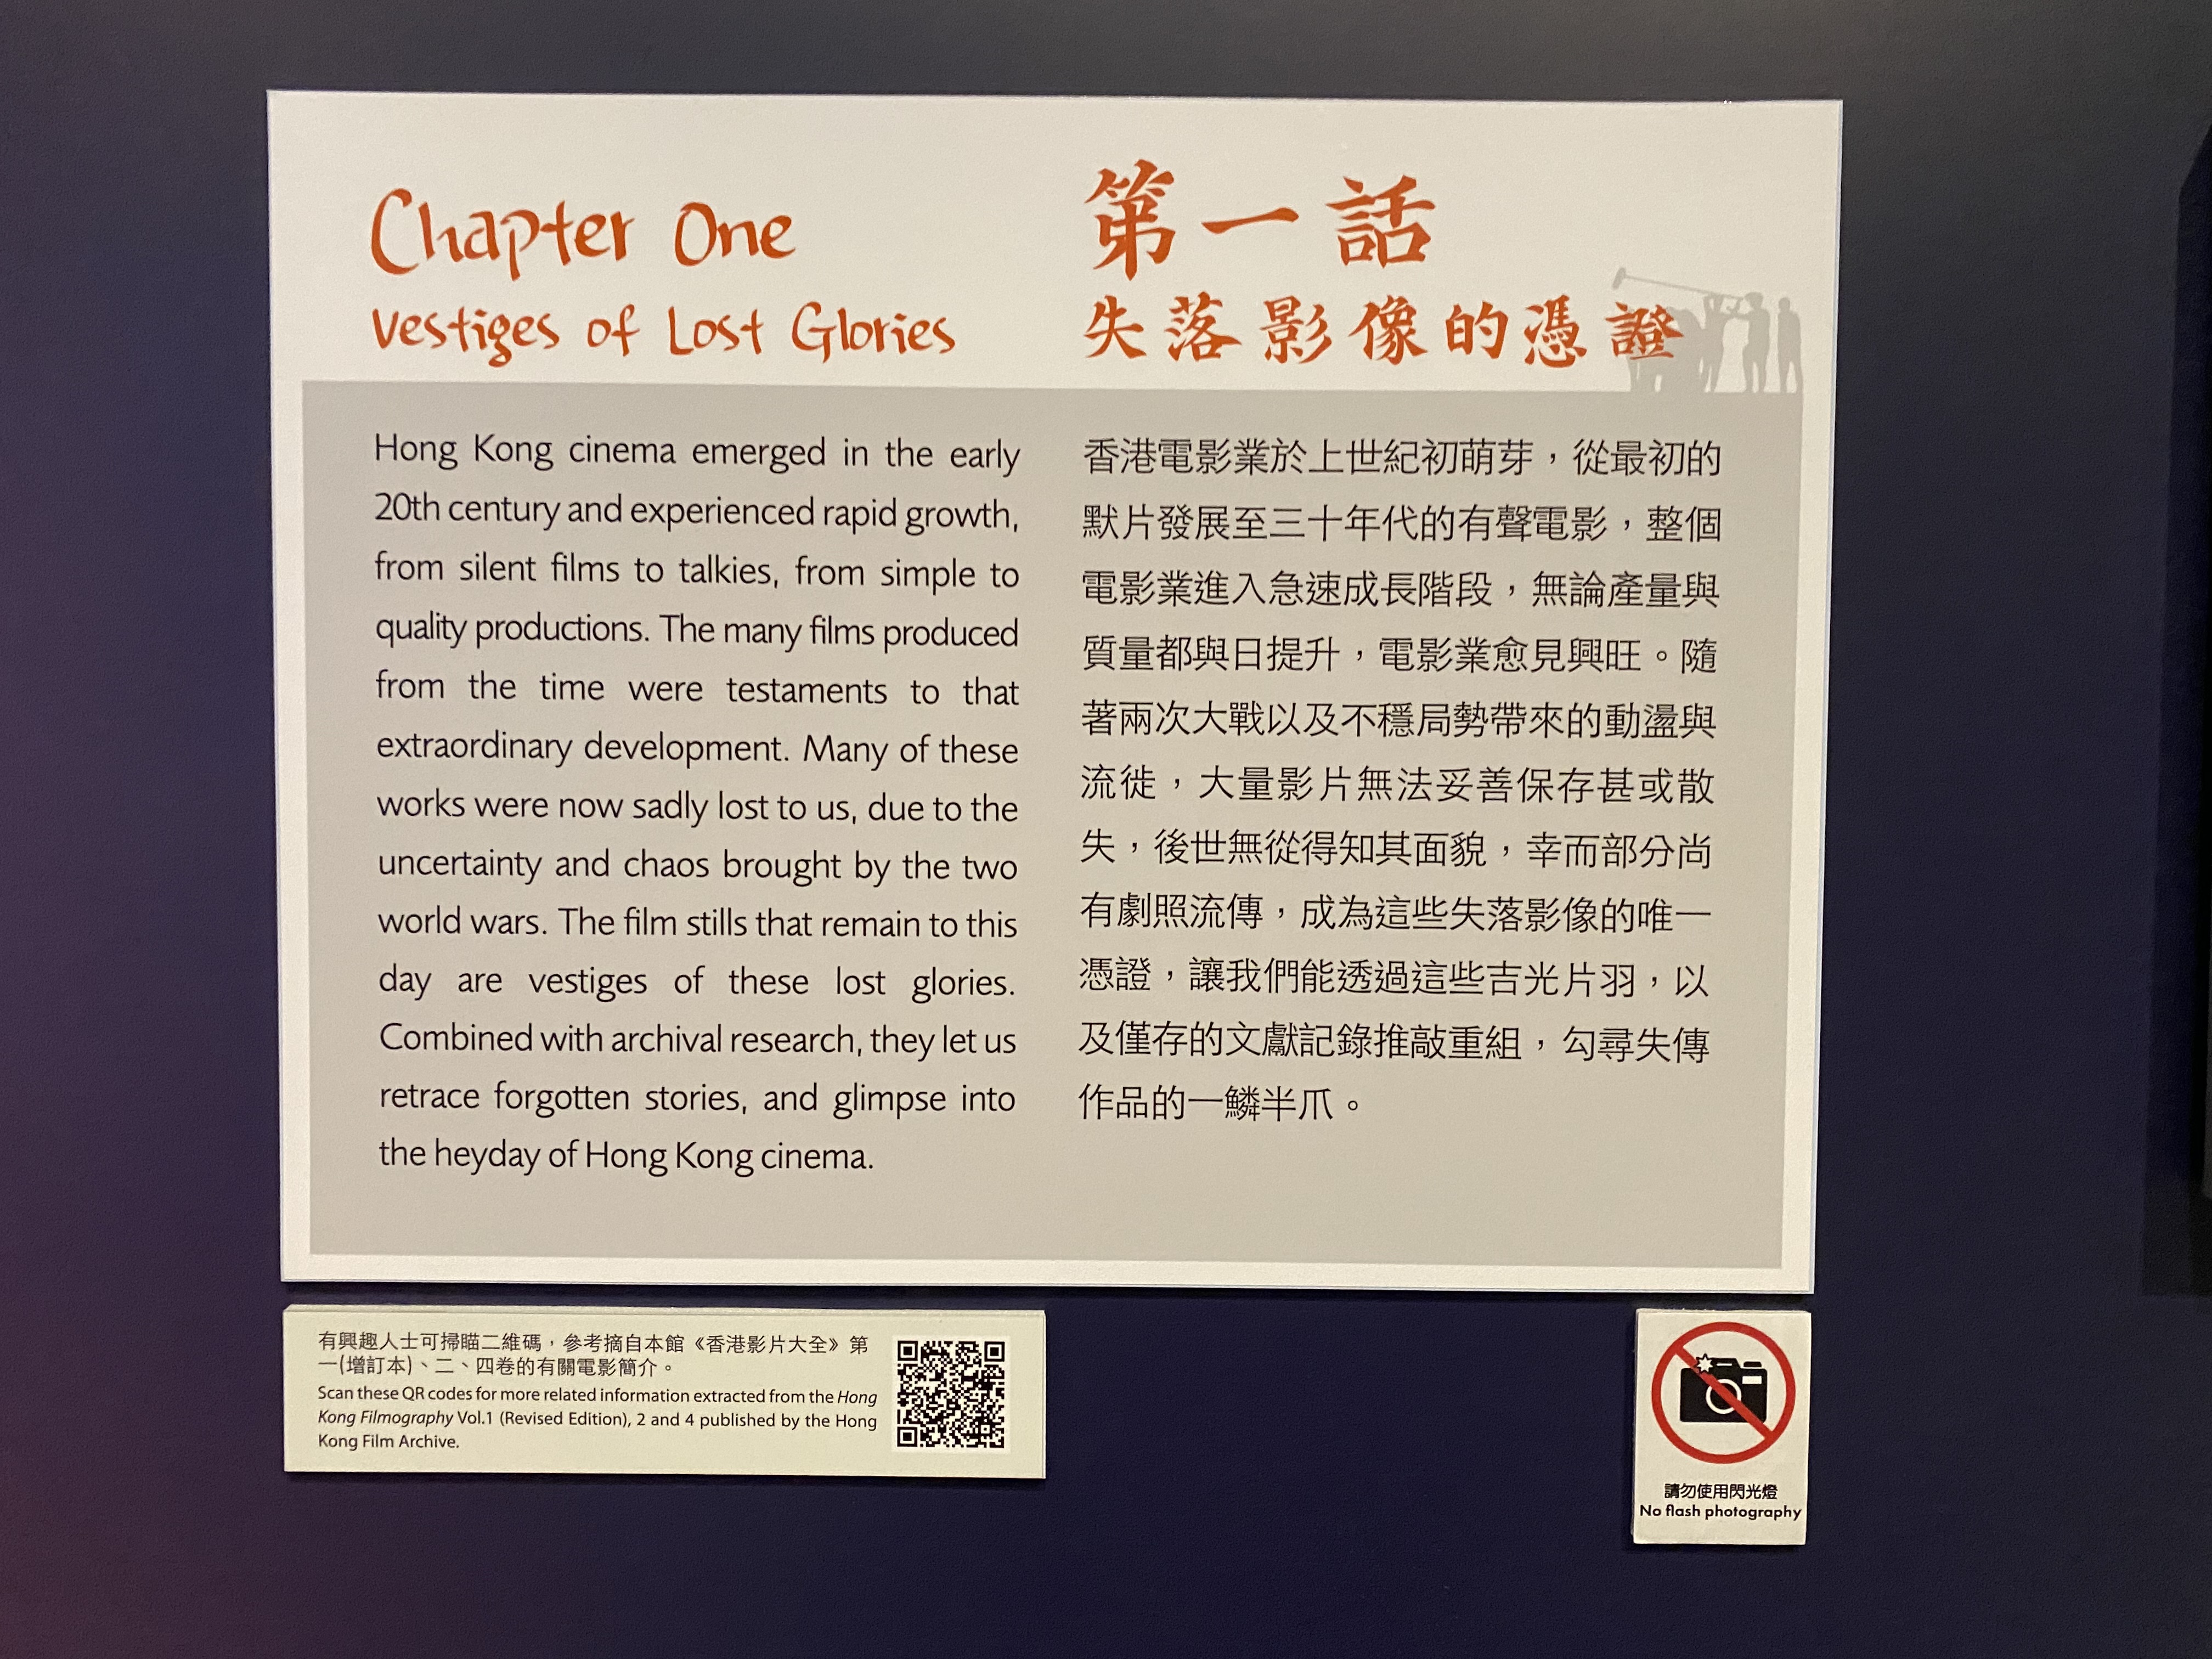 Chapter One
Vestiges of Lost Glories
Hong Kong cinema emerged in the early
20th century and experienced rapid growth,
from silent films to talkies, from simple to
quality productions. The many films produced
from the time were testaments to that
extraordinary development. Many of these
works were now sadly lost to us, due to the
uncertainty and chaos brought by the two
world wars. The film stills that remain to this
day are vestiges of these lost glories.
Combined with archival research, they let us
retrace forgotten stories, and glimpse into
the heyday of Hong Kong cinema.
第一話
失落影像的憑證
香港電影業於上世紀初萌芽，從最初的
默片發展至三十年代的有聲電影，整個
電影業進入急速成長階段，無論產量與
質量都與日提升，電影業愈見興旺。隨
著兩次大戰以及不穩局勢帶來的動盪與
流徙，大量影片無法妥善保存甚或散
失，後世無從得知其面貌，幸而部分尚
有劇照流傳，成為這些失落影像的唯一
憑證，讓我們能透過這些吉光片羽，以
及僅存的文獻記錄推敲重組，勾尋失傳
作品的一鱗半爪。
有興趣人士可掃瞄二維碼，參考摘自本館《香港影片大全》第
一(增訂本)、二、四卷的有關電影簡介。
Scan these QR codes for more related information extracted from the Hong
Kong Filmography Vol.1 (Revised Edition), 2 and 4 published by the Hong
Kong Film Archive.
請勿使用閃光燈
No flash photography